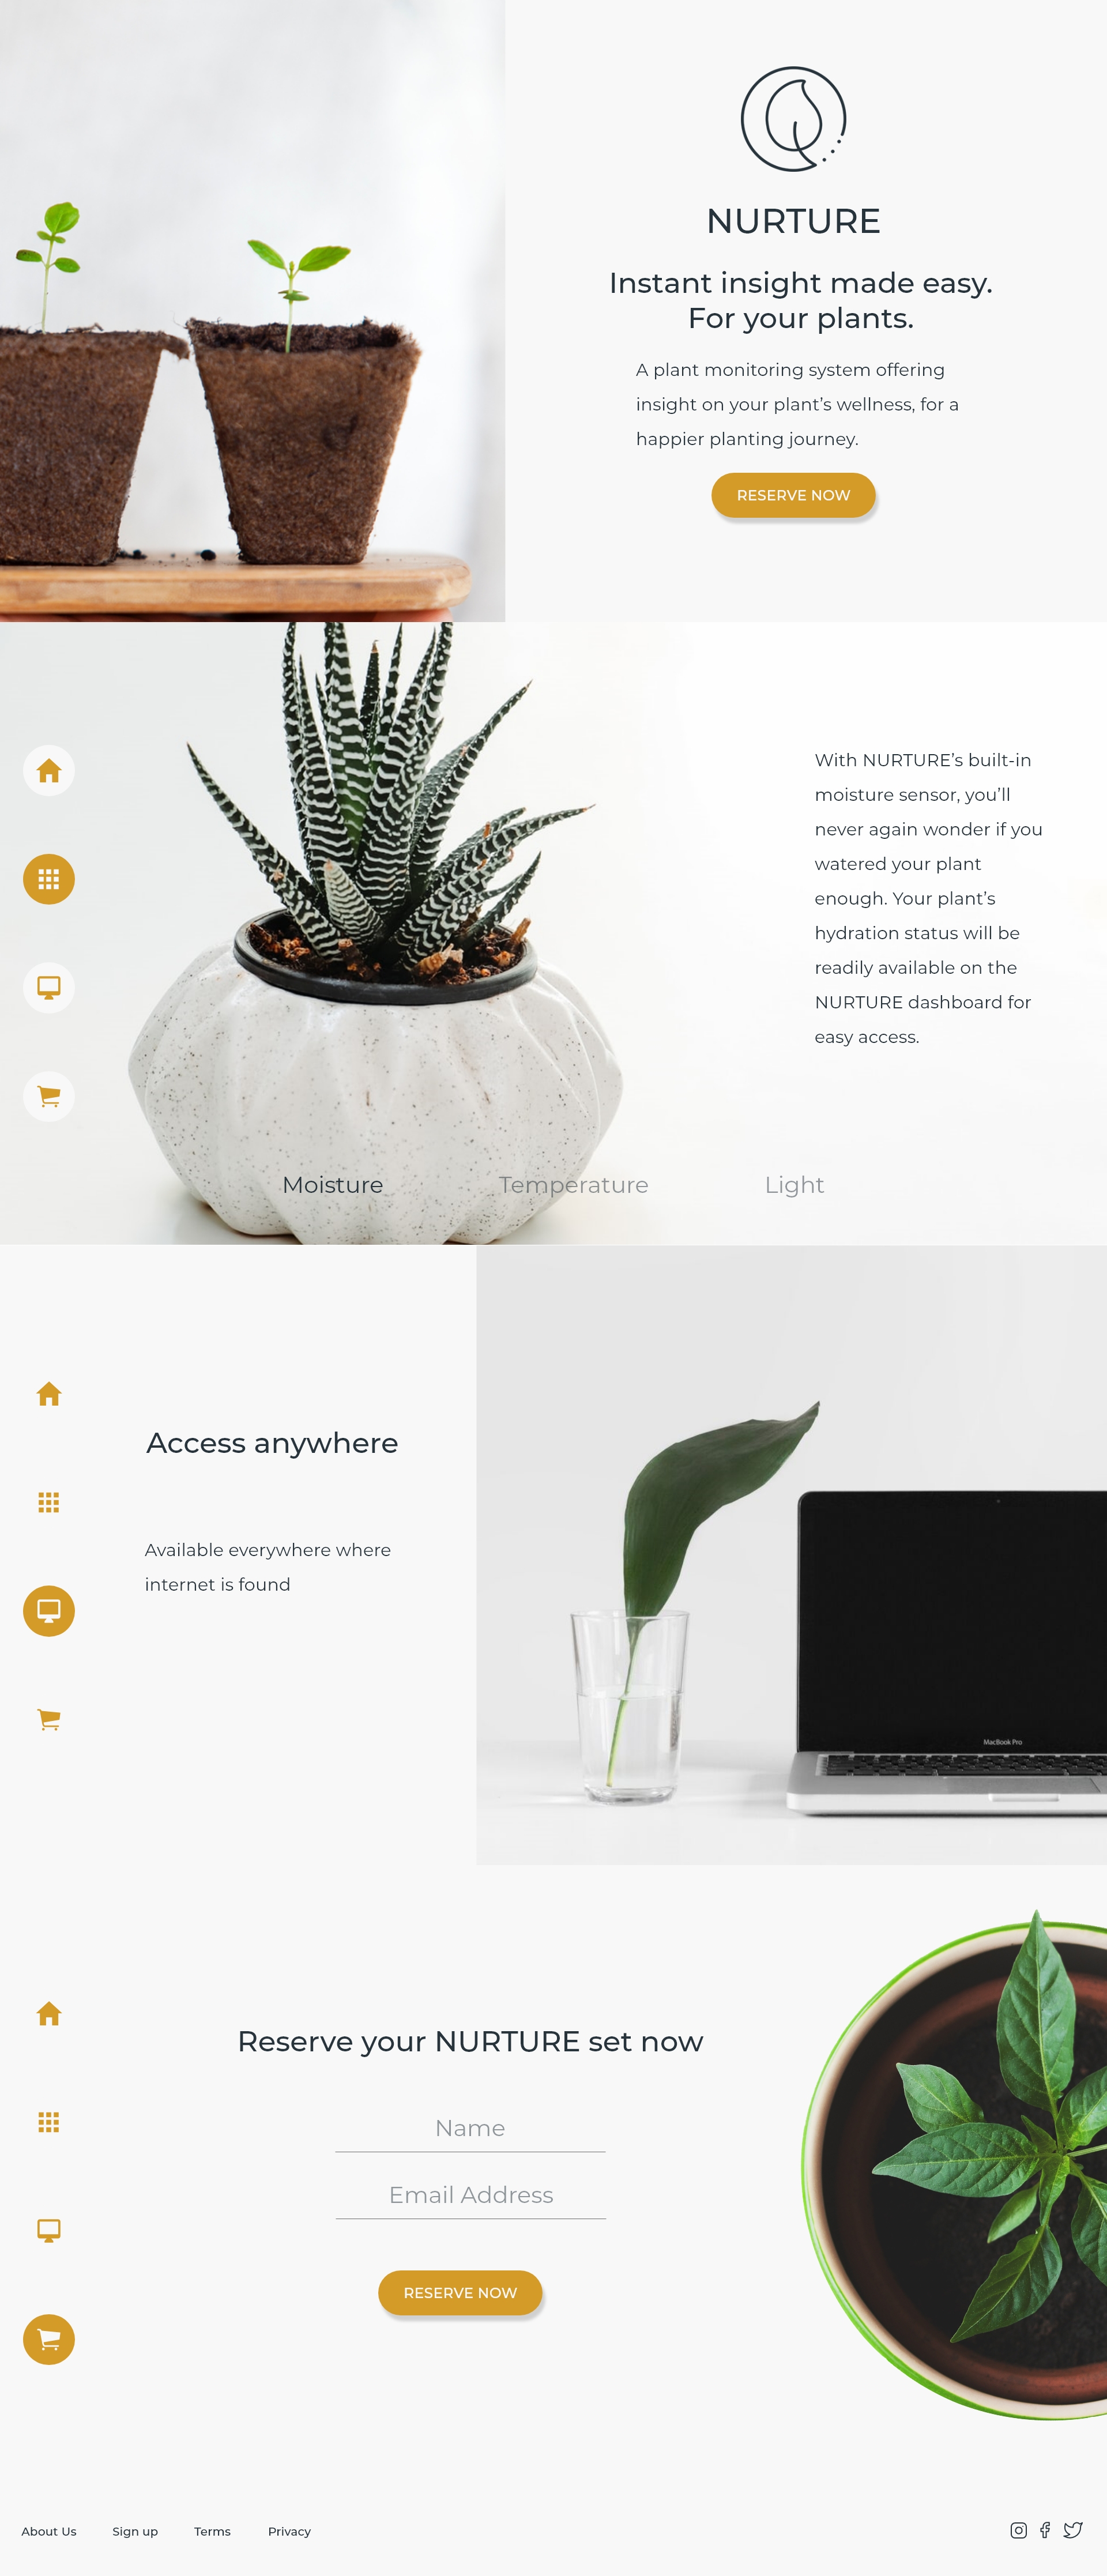 NURTURE
Instant insight made easy.
For your plants.
A plant monitoring system offering
insight on your plant’s wellness, for a
happier planting journey.
RESERVE NOW
With NURTURE’s built-in
moisture sensor, you’ll
never again wonder if you
watered your plant
enough. Your plant’s
hydration status will be
readily available on the
NURTURE dashboard for
easy access.
Moisture Temperature Light
Access anywhere
Available everywhere where
internet is found
MacBook Pro
Reserve your NURTURE set now
Name
Email Address
RESERVE NOW
About Us Sign up Terms Privacy